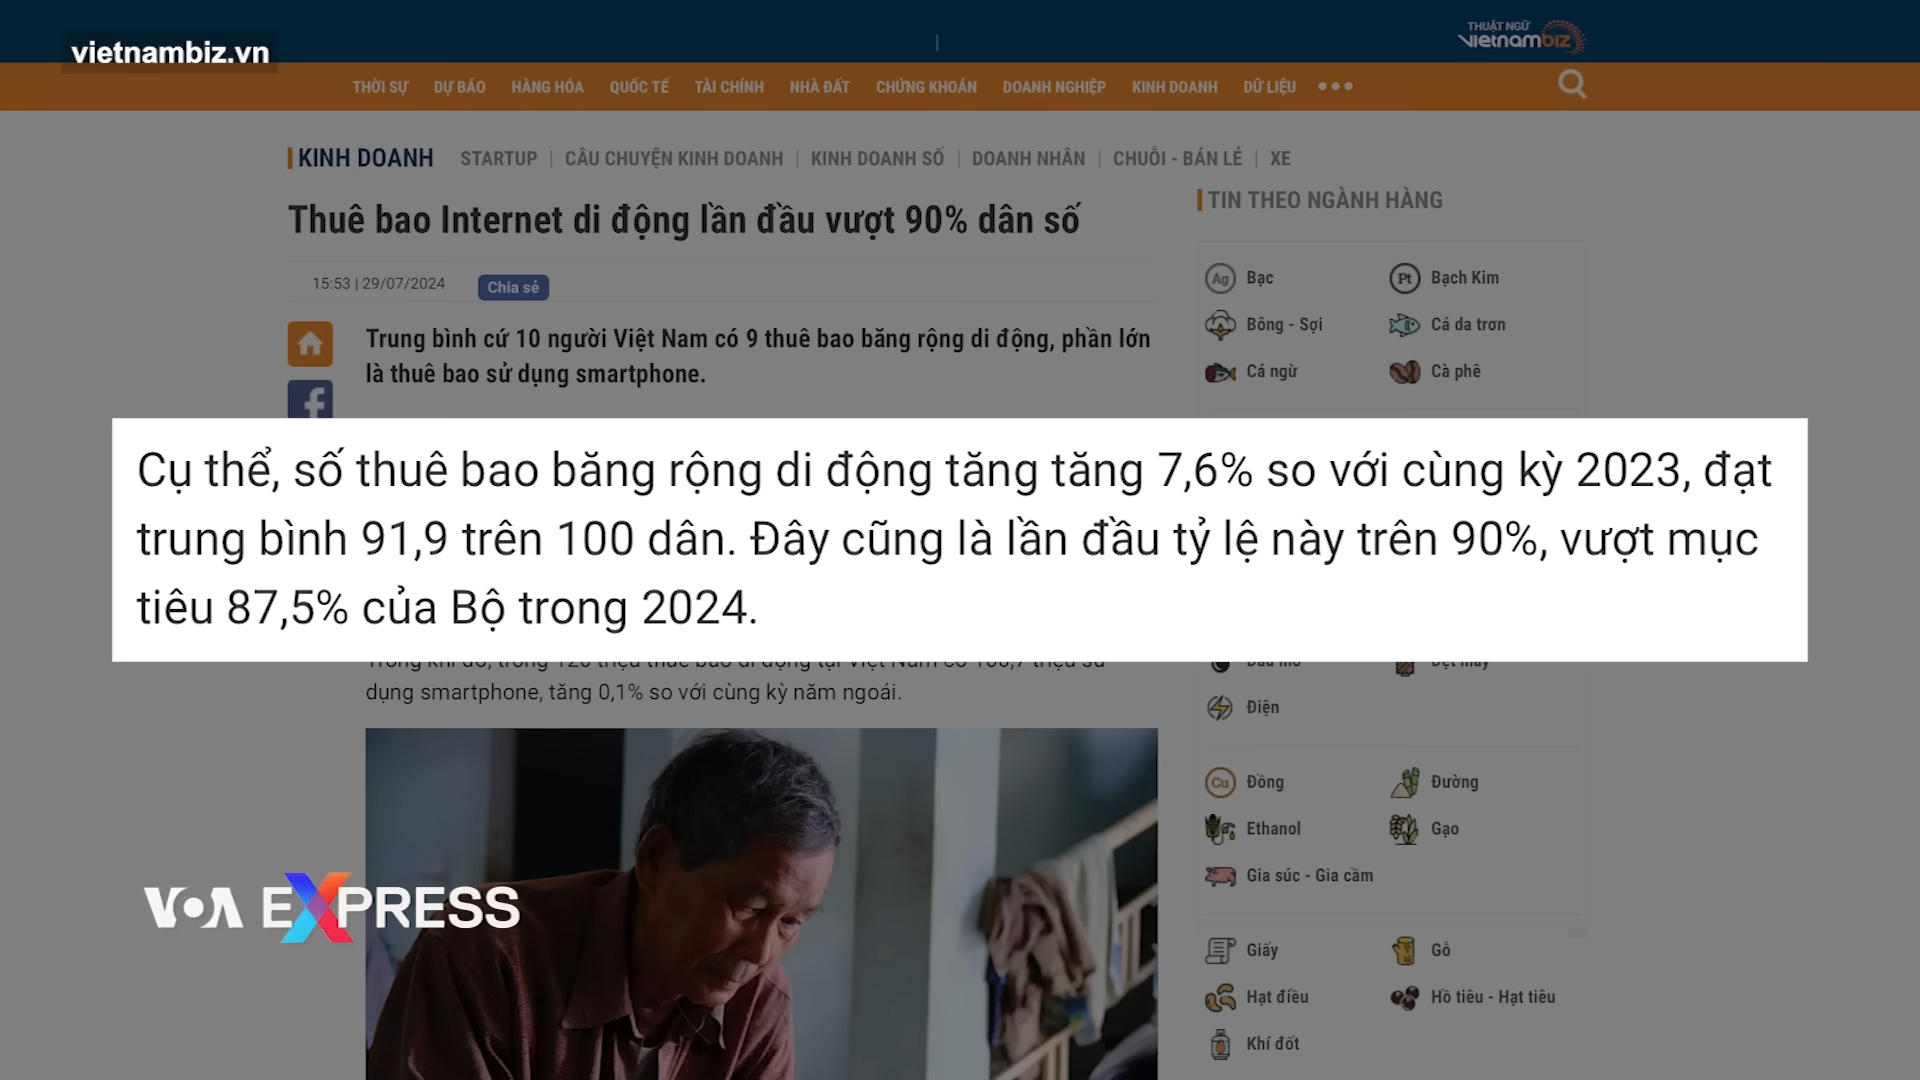 vietnambiz.vn
THUẬT NGỮ
vietnambiz
THỜI SỰ DỰ BÁO HÀNG HÓA QUỐC TẾ TÀI CHÍNH NHÀ ĐẤT CHỨNG KHOÁN DOANH NGHIỆP KINH DOANH DỮ LIỆU
KINH DOANH STARTUP | CÂU CHUYỆN KINH DOANH | KINH DOANH SỐ | DOANH NHÂN | CHUỖI - BÁN LẺ | XE
Thuê bao Internet di động lần đầu vượt 90% dân số
15:53 | 29/07/2024
Chia sẻ
Trung bình cứ 10 người Việt Nam có 9 thuê bao băng rộng di động, phần lớn
là thuê bao sử dụng smartphone.
Cụ thể, số thuê bao băng rộng di động tăng tăng 7,6% so với cùng kỳ 2023, đạt
trung bình 91,9 trên 100 dân. Đây cũng là lần đầu tỷ lệ này trên 90%, vượt mục
tiêu 87,5% của Bộ trong 2024.
dụng smartphone, tăng 0,1% so với cùng kỳ năm ngoái.
VOA EXPRESS
TIN THEO NGÀNH HÀNG
Ag Bạc
Pt Bạch Kim
Bông - Sợi
Cá da trơn
Cá ngừ
Cà phê
Điện
Cu Đồng
Đường
Ethanol
Gạo
Gia súc - Gia cầm
Giấy
Gỗ
Hạt điều
Hồ tiêu - Hạt tiêu
Khí đốt